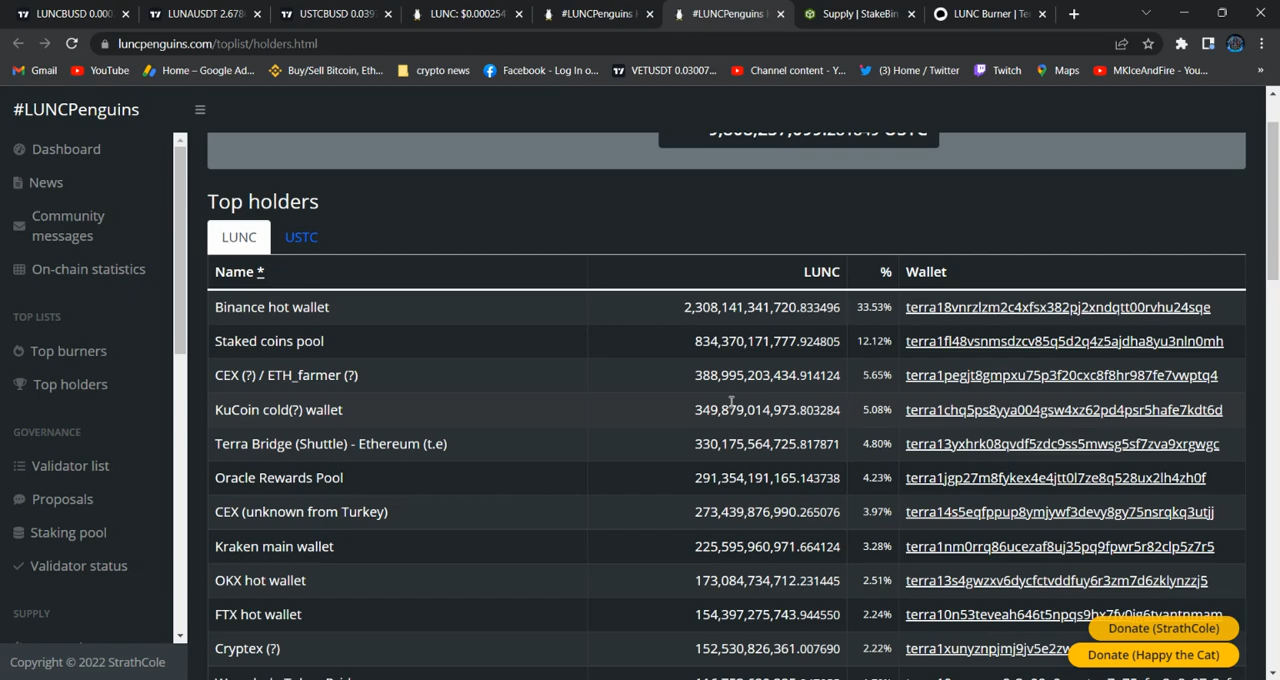 LUNCBUSD 0.000
LUNAUSDT 2.678
USTCBUSD 0.039
LUNC: $0.000254
#LUNCPenguins
#LUNCPenguins
Supply | StakeBin
LUNC Burner | Te
luncpenguins.com/toplist/holders.html
Gmail
YouTube
Home – Google Ad...
Buy/Sell Bitcoin, Eth...
crypto news
Facebook - Log In o...
VETUSDT 0.03007...
Channel content - Y...
(3) Home / Twitter
Twitch
Maps
MKIceAndFire - You...
»
#LUNCPenguins
Dashboard
News
Community
messages
On-chain statistics
TOP LISTS
Top burners
Top holders
GOVERNANCE
Validator list
Proposals
Staking pool
Validator status
SUPPLY
Copyright © 2022 StrathCole
Top holders
LUNC USTC
Name * LUNC % Wallet
Binance hot wallet 2,308,141,341,720.833496 33.53% terra18vnrzlzm2c4xfsx382pj2xndqtt00rvhu24sqe
Staked coins pool 834,370,171,777.924805 12.12% terra1fl48vsnmsdzcv85q5d2q4z5ajdha8yu3nln0mh
CEX (?) / ETH_farmer (?) 388,995,203,434.914124 5.65% terra1pegjt8gmpxu75p3f20cxc8f8hr987fe7vwptq4
KuCoin cold(?) wallet 349,879,014,973.803284 5.08% terra1chq5ps8yya004gsw4xz62pd4psr5hafe7kdt6d
Terra Bridge (Shuttle) - Ethereum (t.e) 330,175,564,725.817871 4.80% terra13yxhrk08qvdf5zdc9ss5mwsg5sf7zva9xrgwgc
Oracle Rewards Pool 291,354,191,165.143738 4.23% terra1jgp27m8fykex4e4jtt0l7ze8q528ux2lh4zh0f
CEX (unknown from Turkey) 273,439,876,990.265076 3.97% terra14s5eqfppup8ymjywf3devy8gy75nsrqkq3utjj
Kraken main wallet 225,595,960,971.664124 3.28% terra1nm0rrq86ucezaf8uj35pq9fpwr5r82clp5z7r5
OKX hot wallet 173,084,734,712.231445 2.51% terra13s4gwzxv6dycfctvddfuy6r3zm7d6zklynzzj5
FTX hot wallet 154,397,275,743.944550 2.24%
Cryptex (?) 152,530,826,361.007690 2.22%
Donate (StrathCole)
Donate (Happy the Cat)